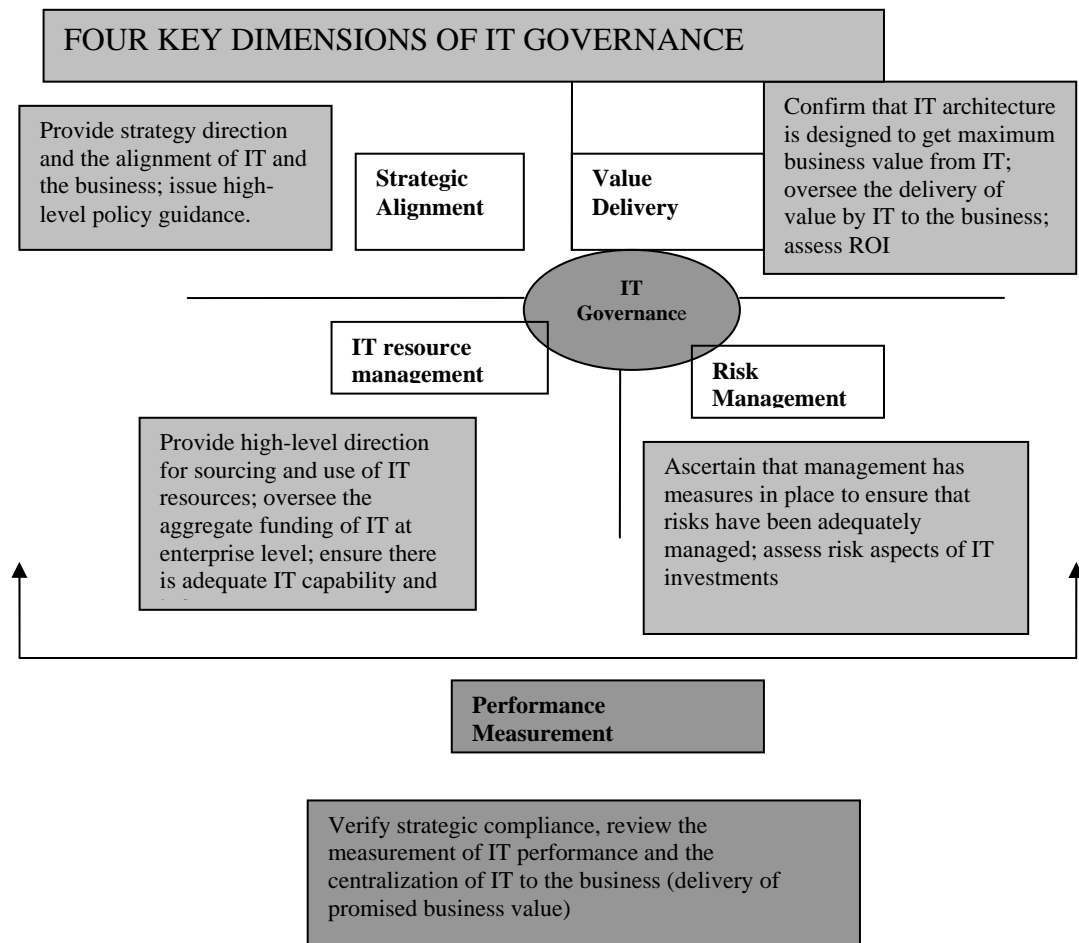 FOUR KEY DIMENSIONS OF IT GOVERNANCE
Provide strategy direction
and the alignment of IT and
the business; issue high-
level policy guidance.
Strategic
Alignment
Value
Delivery
Confirm that IT architecture
is designed to get maximum
business value from IT;
oversee the delivery of
value by IT to the business;
assess ROI
IT
Governance
IT resource
management
Risk
Management
Provide high-level direction
for sourcing and use of IT
resources; oversee the
aggregate funding of IT at
enterprise level; ensure there
is adequate IT capability and
Ascertain that management has
measures in place to ensure that
risks have been adequately
managed; assess risk aspects of IT
investments
Performance
Measurement
Verify strategic compliance, review the
measurement of IT performance and the
centralization of IT to the business (delivery of
promised business value)